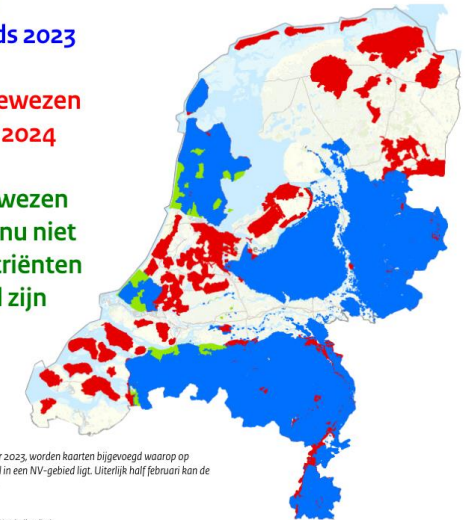 ds 2023
ewezen
2024
wezen
nu niet
triënten
d zijn
r 2023, worden kaarten bijgevoegd waarop op
d in een NV-gebied ligt. Uiterlijk half februari kan de